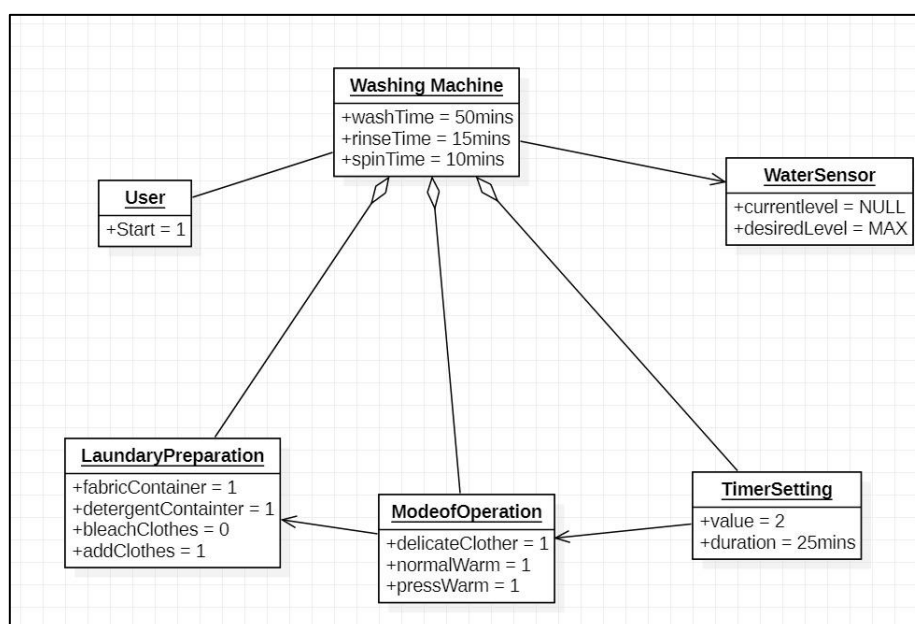 Washing Machine
+washTime = 50mins
+rinseTime = 15mins
+spinTime = 10mins
User
+Start = 1
WaterSensor
+currentlevel = NULL
+desiredLevel = MAX
LaundaryPreparation
+fabricContainer = 1
+detergentContainter = 1
+bleachClothes = 0
+addClothes = 1
ModeofOperation
+delicateClother = 1
+normalWarm = 1
+pressWarm = 1
TimerSetting
+value = 2
+duration = 25mins